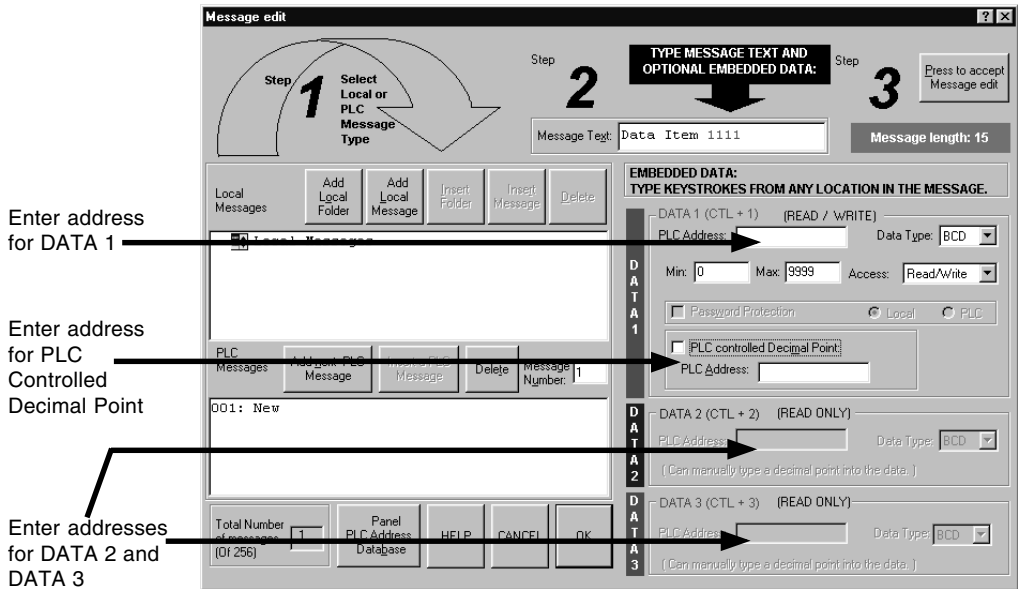 Message edit
? X
Step 1 Select Local or PLC Message Type
Step 2
TYPE MESSAGE TEXT AND
OPTIONAL EMBEDDED DATA:
Step 3
Press to accept
Message edit
Message Text: Data Item 1111
Message length: 15
Local
Messages
Add
Local
Folder
Add
Local
Message
Insert
Folder
Insert
Message
Delete
EMBEDDED DATA:
TYPE KEYSTROKES FROM ANY LOCATION IN THE MESSAGE.
Enter address
for DATA 1
Local Messages
DATA 1
DATA 1 (CTL + 1) (READ / WRITE)
PLC Address:
Data Type: BCD
Min: 0 Max: 9999 Access: Read/Write
Password Protection Local PLC
Enter address
for PLC
Controlled
Decimal Point
PLC controlled Decimal Point:
PLC Address:
PLC
Messages
Add next PLC
Message
Insert PLC
Message
Delete
Message
Number: 1
001: New
DATA 2
DATA 2 (CTL + 2) (READ ONLY)
PLC Address: Data Type: BCD
( Can manually type a decimal point into the data. )
Enter addresses
for DATA 2 and
DATA 3
Total Number
of messages 1
(Of 256)
Panel
PLC Address
Database
HELP
CANCEL
OK
DATA 3
DATA 3 (CTL + 3) (READ ONLY)
PLC Address: Data Type: BCD
( Can manually type a decimal point into the data. )